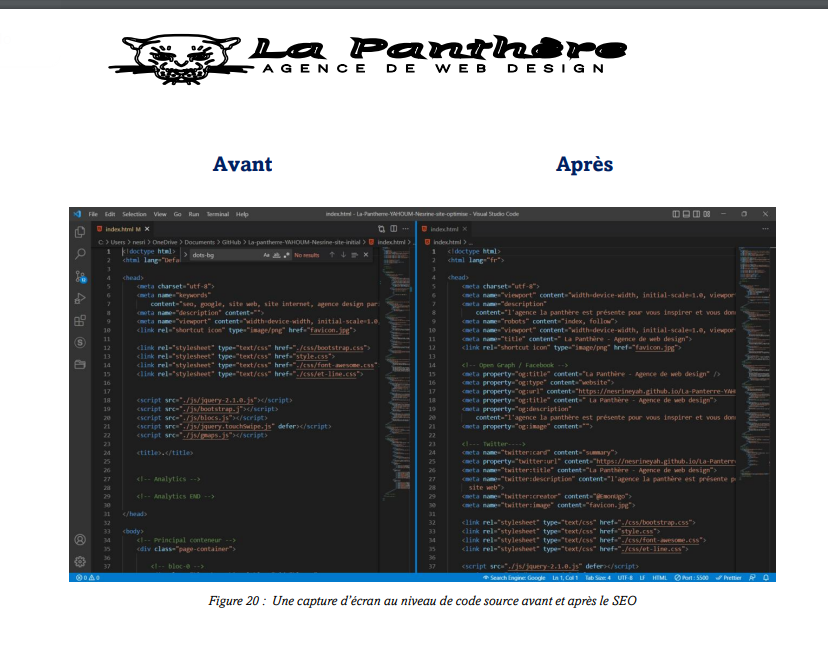 La Panthère
AGENCE DE WEB DESIGN
Avant
Après
File Edit Selection View Go Run Terminal Help
index.html - La-Pantherre-YAHOUM-Nesrine-site-optimise - Visual Studio Code
index.html M
C: > Users > nesri > OneDrive > Documents > GitHub > La-pantherre-YAHOUM-Nesrine-site-initial > index.html > ...
dots-bg
No results
1 <!doctype html>
2 <html lang="Defa
3
4 <head>
5 <meta charset="utf-8">
6 <meta name="keywords"
7 content="seo, google, site web, site internet, agence design par
8 <meta name="description" content="">
9 <meta name="viewport" content="width=device-width, initial-scale=1.0,
10 <link rel="shortcut icon" type="image/png" href="favicon.jpg">
11
12 <link rel="stylesheet" type="text/css" href="./css/bootstrap.css">
13 <link rel="stylesheet" type="text/css" href="style.css">
14 <link rel="stylesheet" type="text/css" href="./css/font-awesome.css"
15 <link rel="stylesheet" type="text/css" href="./css/et-line.css">
16
17
18 <script src="./js/jquery-2.1.0.js"></script>
19 <script src="./js/bootstrap.j"></script>
20 <script src="./js/blocs.js"></script>
21 <script src="./js/jquery.touchSwipe.js" defer></script>
22 <script src="./js/gmaps.js"></script>
23
24 <title>.</title>
25
26
27 <!-- Analytics -->
28
29 <!-- Analytics END -->
30
31 </head>
32
33 <body>
34 <!-- Principal conteneur -->
35 <div class="page-container">
36
37 <!-- bloc-0 -->
index.html
index.html > ...
1 <!doctype html>
2 <html lang="fr">
3
4 <head>
5 <meta charset="utf-8">
6 <meta name="viewport" content="width=device-width, initial-scale=1.0, viewpor
7 <meta name="description"
8 content="l'agence la panthère est présente pour vous inspirer et vous don
9 <meta name="robots" content="index, follow">
10 <meta name="viewport" content="width=device-width, initial-scale=1.0, viewpor
11 <meta name="title" content=" La Panthère - Agence de web design">
12 <link rel="shortcut icon" type="image/png" href="favicon.jpg">
13
14 <!-- Open Graph / Facebook -->
15 <meta property="og:title" content="La Panthère - Agence de web design" />
16 <meta property="og:type" content="website">
17 <meta property="og:url" content="https://nesrineyah.github.io/La-Panterre-YAH
18 <meta property="og:title" content=" La Panthère - Agence de web design">
19 <meta property="og:description"
20 content="l'agence la panthère est présente pour vous inspirer et vous don
21 <meta property="og:image" content="">
22
23 <!--- Twitter---->
24 <meta name="twitter:card" content="summary">
25 <meta property="twitter:url" content="https://nesrineyah.github.io/La-Panterr
26 <meta name="twitter:title" content="La Panthère - Agence de web design">
27 <meta name="twitter:description" content="l'agence la panthère est présente p
28 site web">
29 <meta name="twitter:creator" content="@EmonUgo">
30 <meta name="twitter:image" content="favicon.jpg">
31
32 <link rel="stylesheet" type="text/css" href="./css/bootstrap.css">
33 <link rel="stylesheet" type="text/css" href="style.css">
34 <link rel="stylesheet" type="text/css" href="./css/font-awesome.css">
35 <link rel="stylesheet" type="text/css" href="./css/et-line.css">
36
37 <script src="./js/jquery-2.1.0.js" defer></script>
0 0 Search Engine: Google Ln 1, Col 1 Tab Size: 4 UTF-8 LF HTML Port : 5500 Prettier
Figure 20 : Une capture d'écran au niveau de code source avant et après le SEO